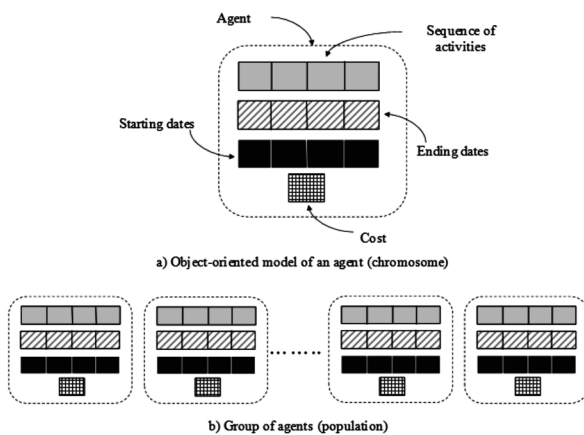 Agent
Sequence of
activities
Starting dates
Ending dates
Cost
a) Object-oriented model of an agent (chromosome)
b) Group of agents (population)